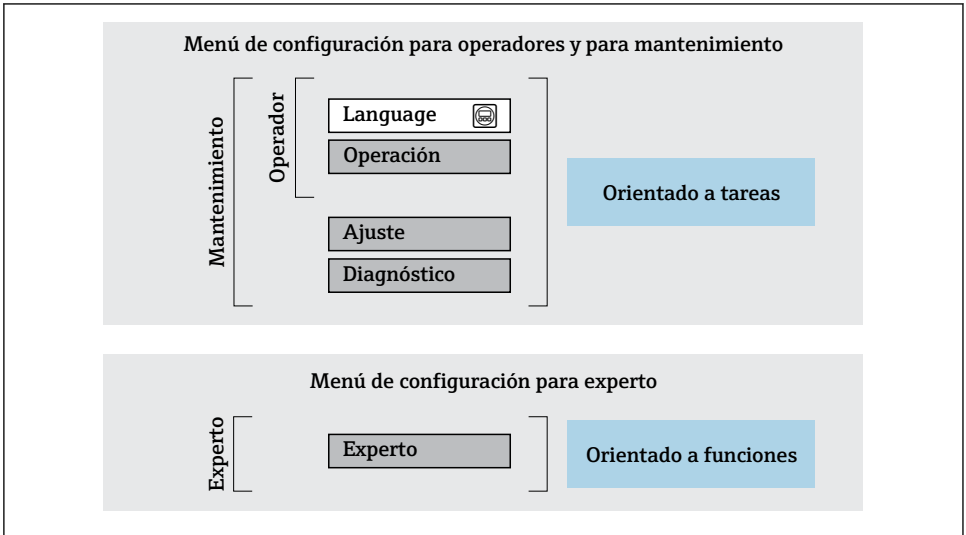 Menú de configuración para operadores y para mantenimiento
Mantenimiento
Operador
Language
Operación
Ajuste
Diagnóstico
Orientado a tareas
Menú de configuración para experto
Experto
Experto
Orientado a funciones